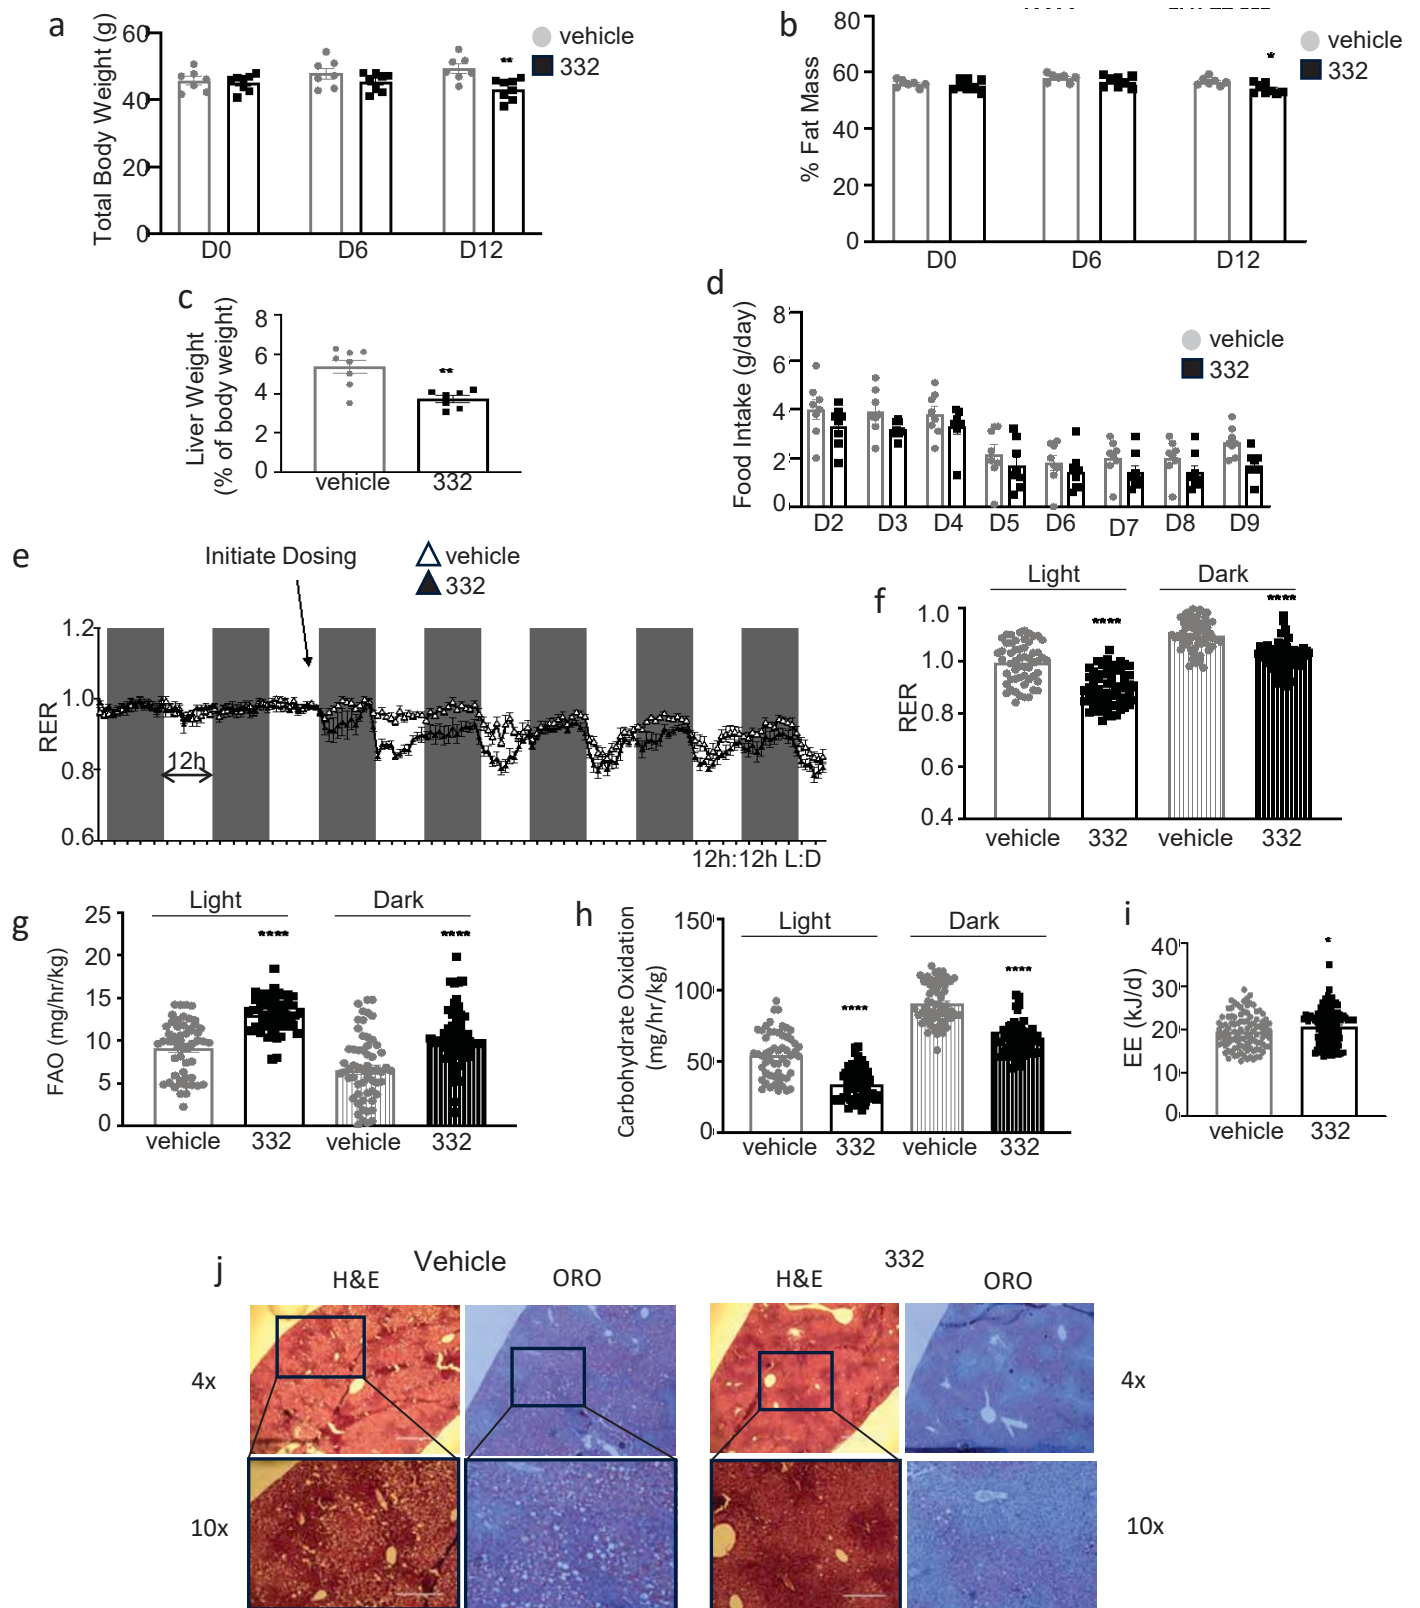 a
Total Body Weight (g)
60
40
20
0
D0
D6
D12
**
vehicle
332
b
% Fat Mass
80
60
40
20
0
D0
D6
D12
*
vehicle
332
c
Liver Weight
(% of body weight)
8
6
4
2
0
**
vehicle
332
d
Food Intake (g/day)
8
6
4
2
0
D2
D3
D4
D5
D6
D7
D8
D9
vehicle
332
e
Initiate Dosing
vehicle
332
RER
1.2
1.0
0.8
0.6
12h
12h:12h L:D
f
Light
Dark
RER
1.0
1.0
0.8
0.6
0.4
****
****
vehicle
332
vehicle
332
g
Light
Dark
FAO (mg/hr/kg)
25
20
15
10
5
0
****
****
vehicle
332
vehicle
332
h
Light
Dark
Carbohydrate Oxidation
(mg/hr/kg)
150
100
50
0
****
****
vehicle
332
vehicle
332
i
EE (kJ/d)
40
30
20
10
0
*
vehicle
332
j
Vehicle
332
H&E
ORO
H&E
ORO
4x
4x
10x
10x